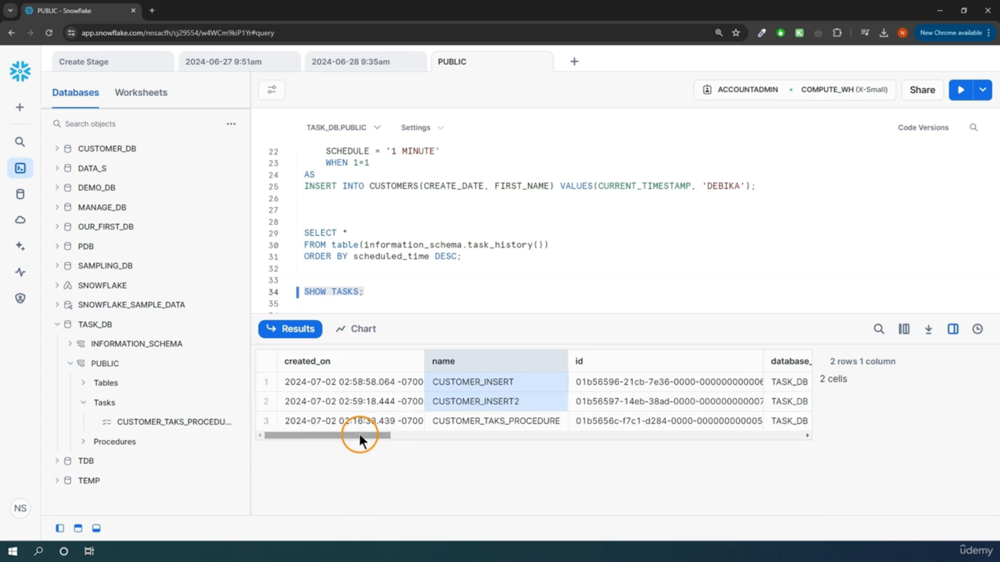 PUBLIC - Snowflake
app.snowflake.com/nnsacfh/cj29554/w4WCm9kiP1Yr#query
N
New Chrome available
Create Stage
2024-06-27 9:51am
2024-06-28 9:35am
PUBLIC
Databases
Worksheets
ACCOUNTADMIN
COMPUTE_WH (X-Small)
Share
Search objects
TASK_DB.PUBLIC
Settings
Code Versions
CUSTOMER_DB
DATA_S
DEMO_DB
MANAGE_DB
OUR_FIRST_DB
PDB
SAMPLING_DB
SNOWFLAKE
SNOWFLAKE_SAMPLE_DATA
TASK_DB
INFORMATION_SCHEMA
PUBLIC
Tables
Tasks
CUSTOMER_TAKS_PROCEDU...
Procedures
TDB
TEMP
NS
22 SCHEDULE = '1 MINUTE'
23 WHEN 1=1
24 AS
25 INSERT INTO CUSTOMERS(CREATE_DATE, FIRST_NAME) VALUES(CURRENT_TIMESTAMP, 'DEBIKA');
26
27
28
29 SELECT *
30 FROM table(information_schema.task_history())
31 ORDER BY scheduled_time DESC;
32
33
34 SHOW TASKS;
35
Results
Chart
created_on name id database_
1 2024-07-02 02:58:58.064 -0700 CUSTOMER_INSERT 01b56596-21cb-7e36-0000-000000000006 TASK_DB
2 2024-07-02 02:59:18.444 -0700 CUSTOMER_INSERT2 01b56597-14eb-38ad-0000-000000000007 TASK_DB
3 2024-07-02 02:16:33.439 -0700 CUSTOMER_TAKS_PROCEDURE 01b5656c-f7c1-d284-0000-000000000005 TASK_DB
2 rows 1 column
2 cells
ûdemy